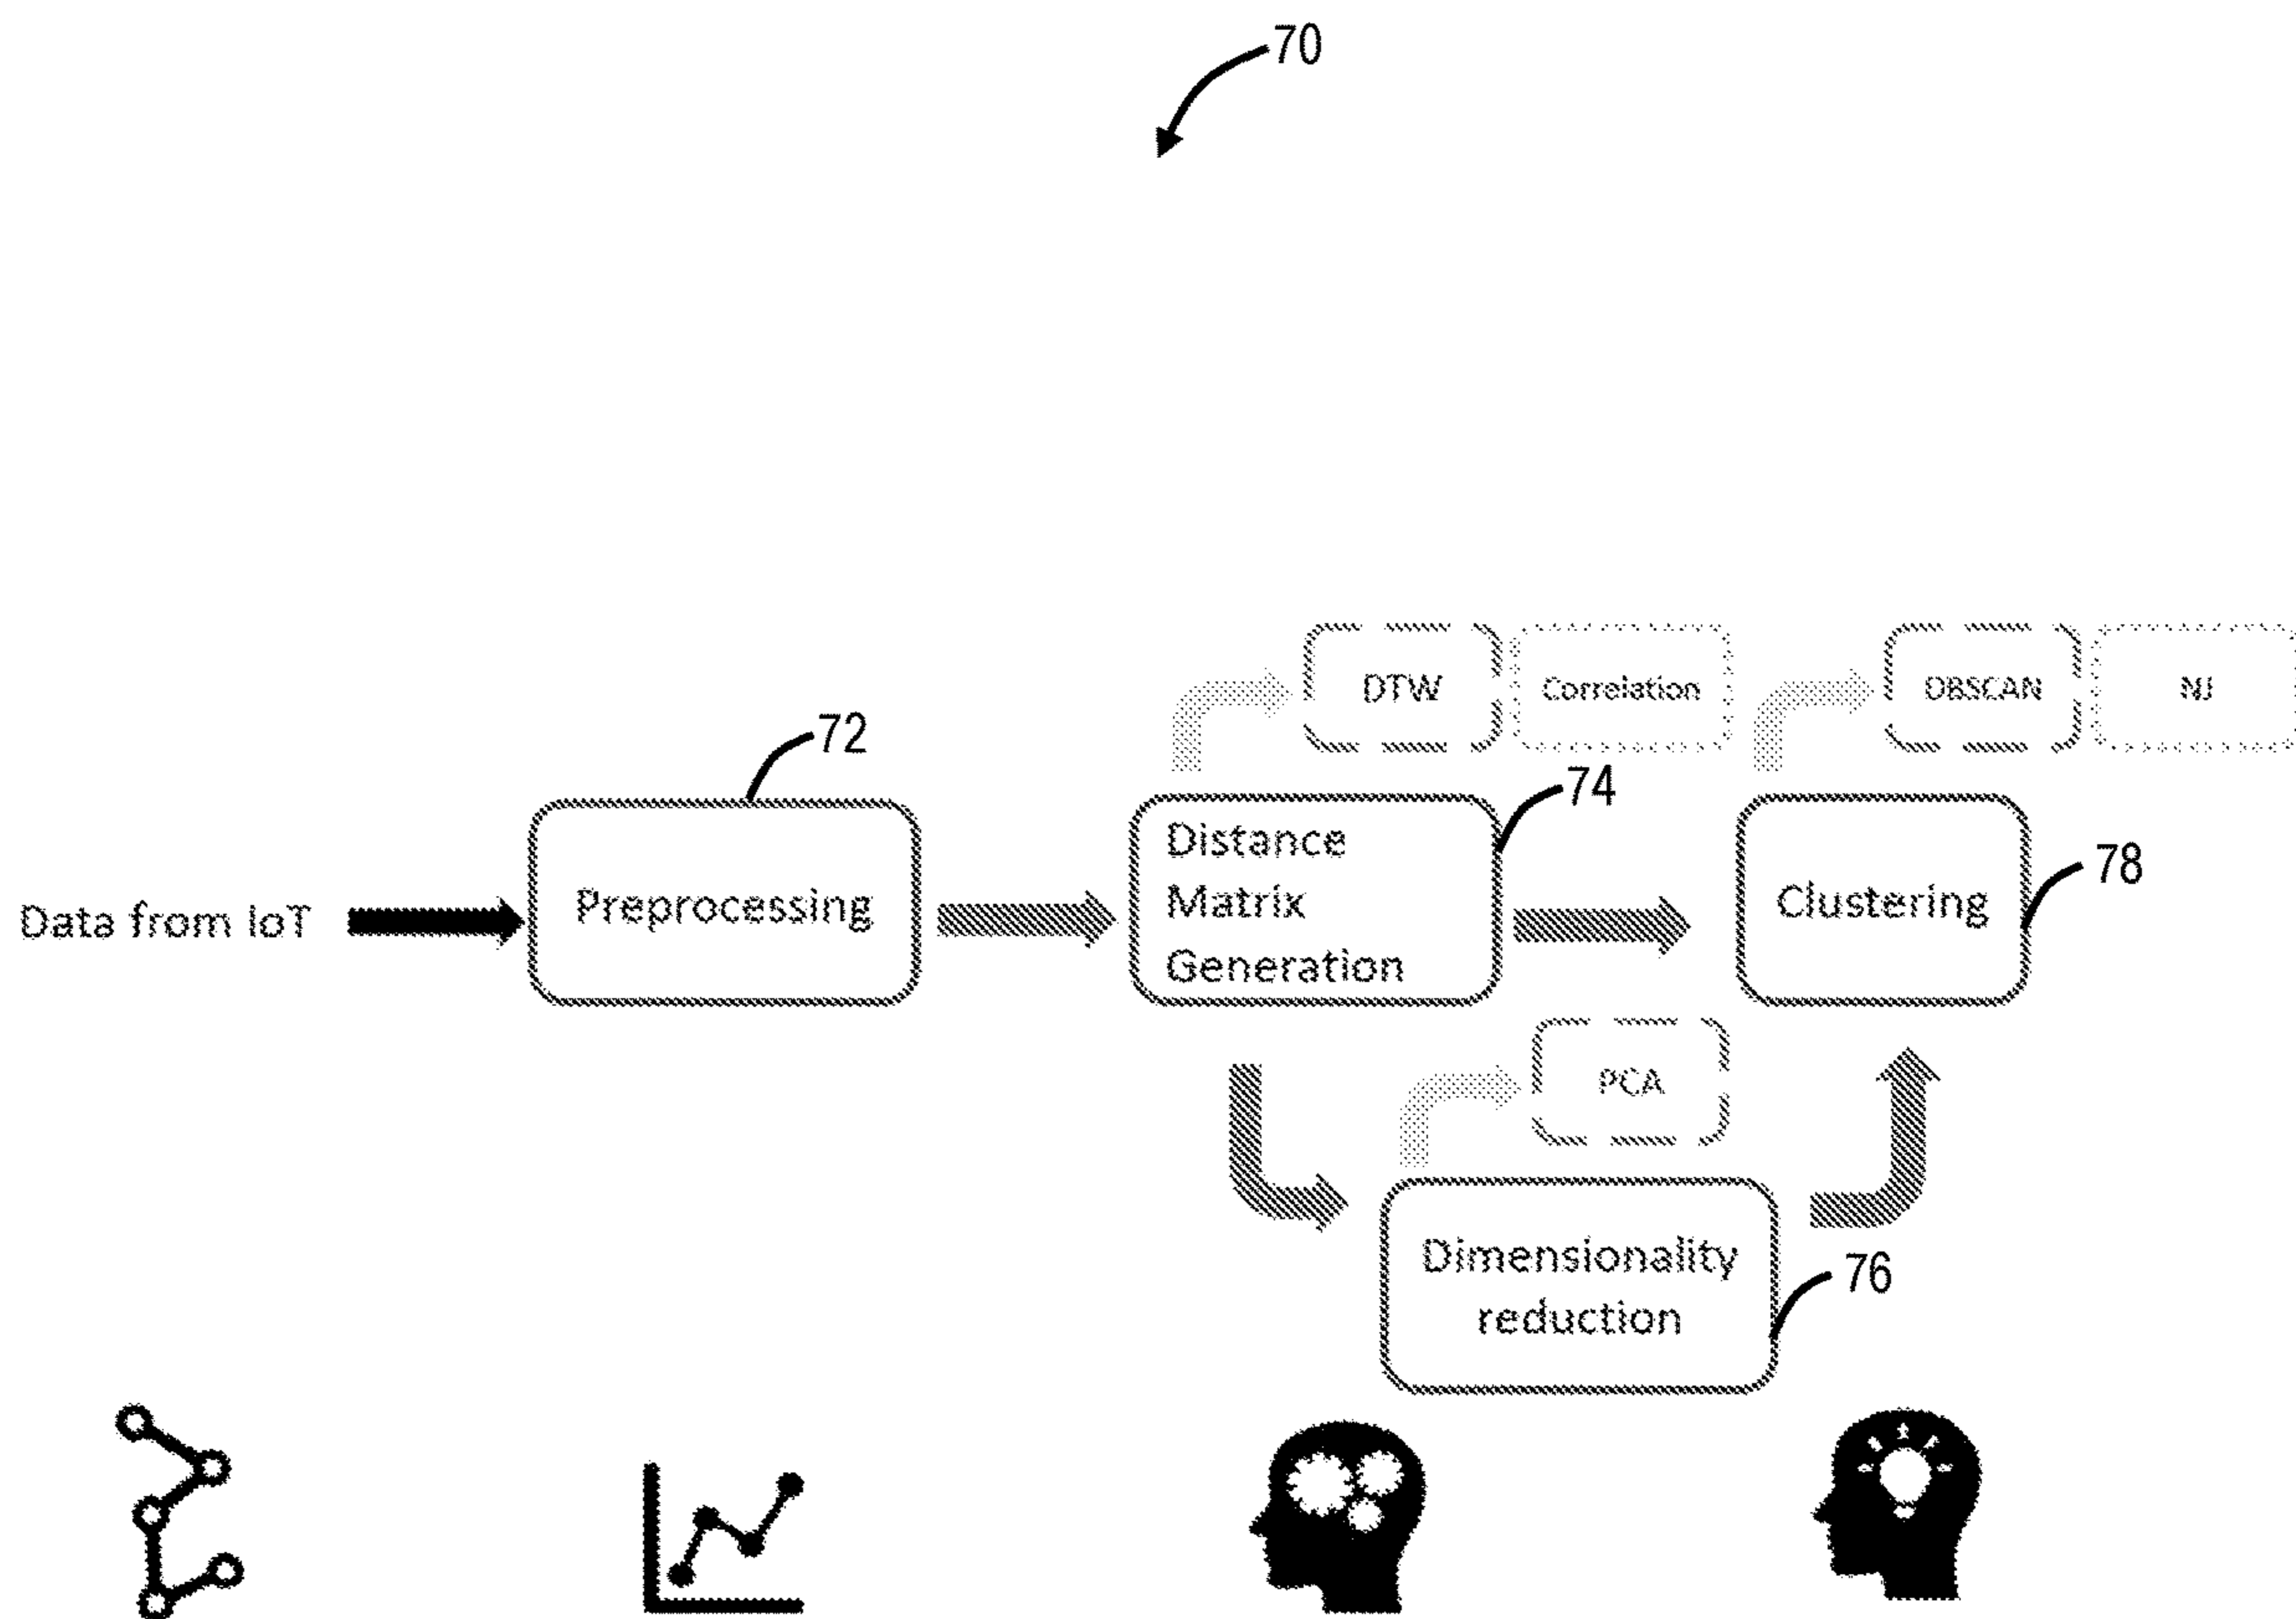 70
DTW
Correlation
DBSCAN
NJ
72
74
78
Data from IoT
Preprocessing
Distance
Matrix
Generation
Clustering
PCA
Dimensionality
reduction
76